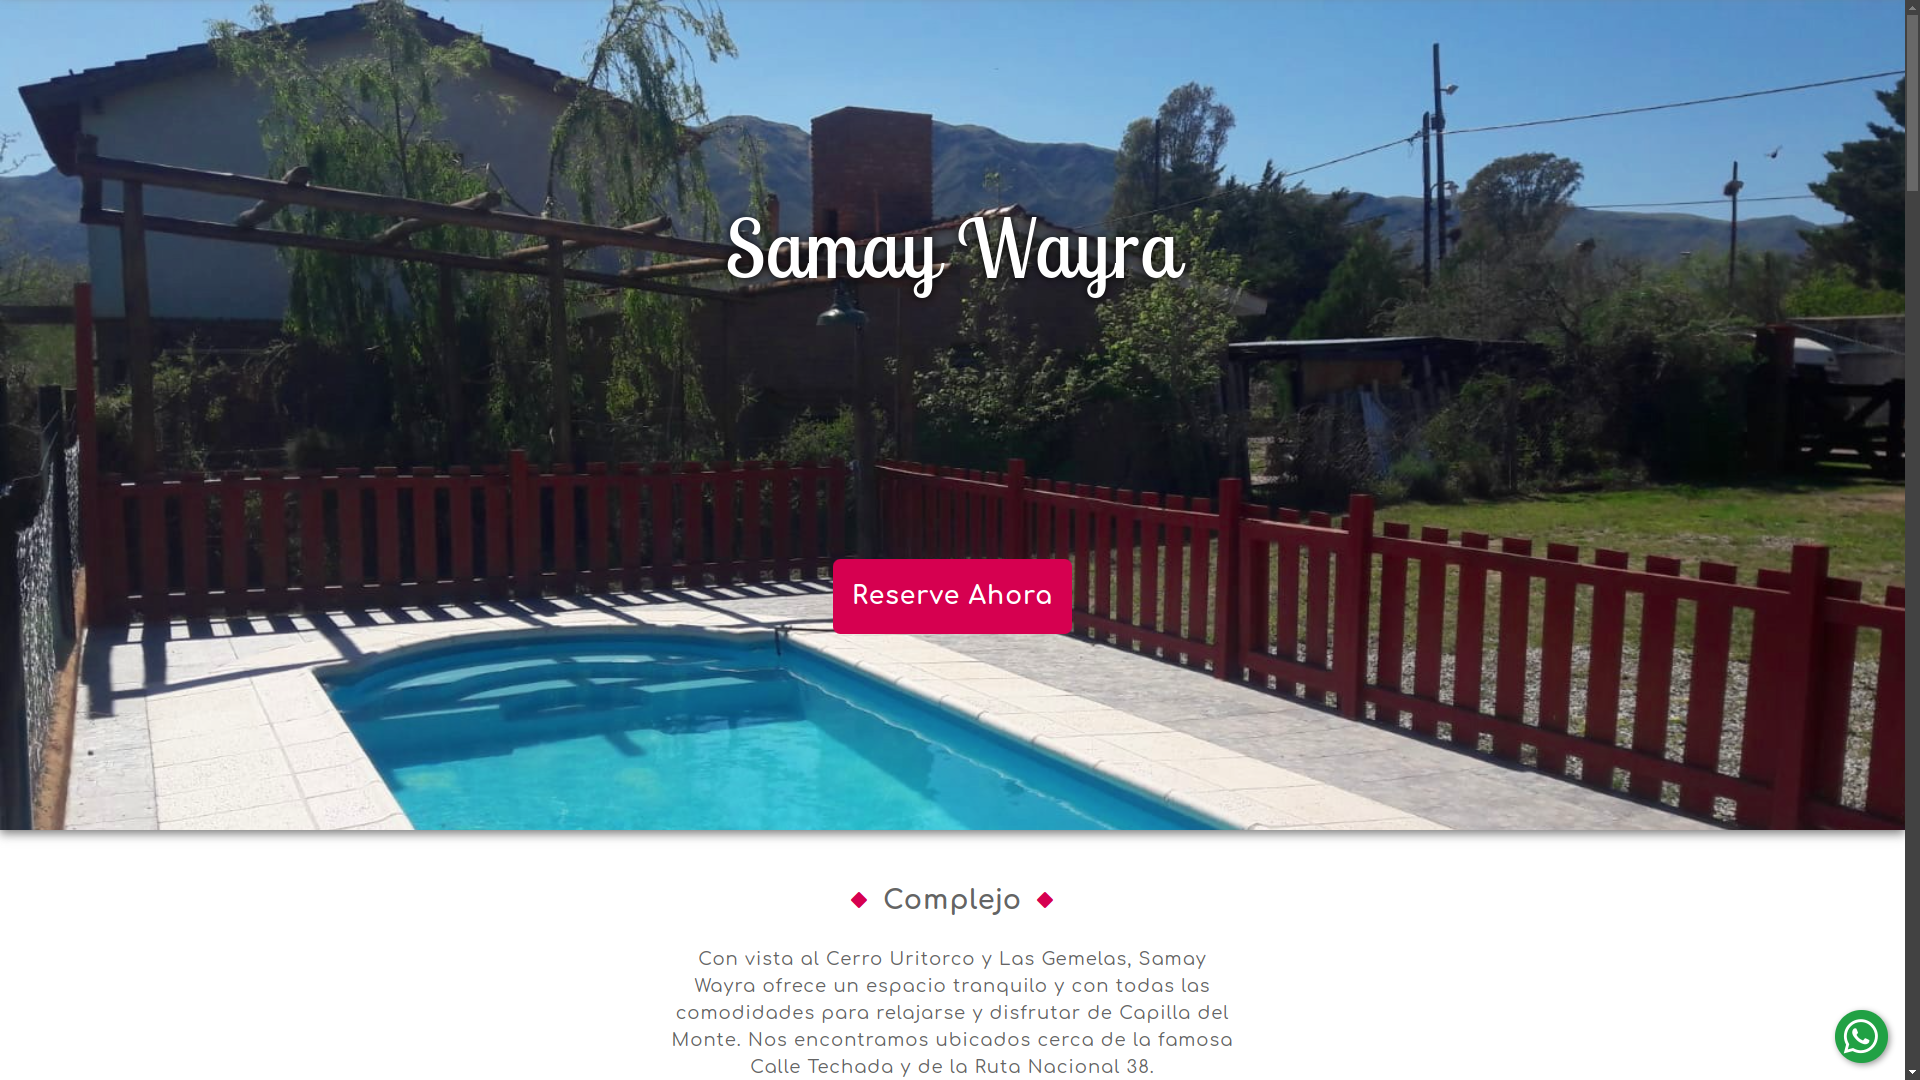 Samay Wayra
Reserve Ahora
Complejo
Con vista al Cerro Uritorco y Las Gemelas, Samay
Wayra ofrece un espacio tranquilo y con todas las
comodidades para relajarse y disfrutar de Capilla del
Monte. Nos encontramos ubicados cerca de la famosa
Calle Techada y de la Ruta Nacional 38.